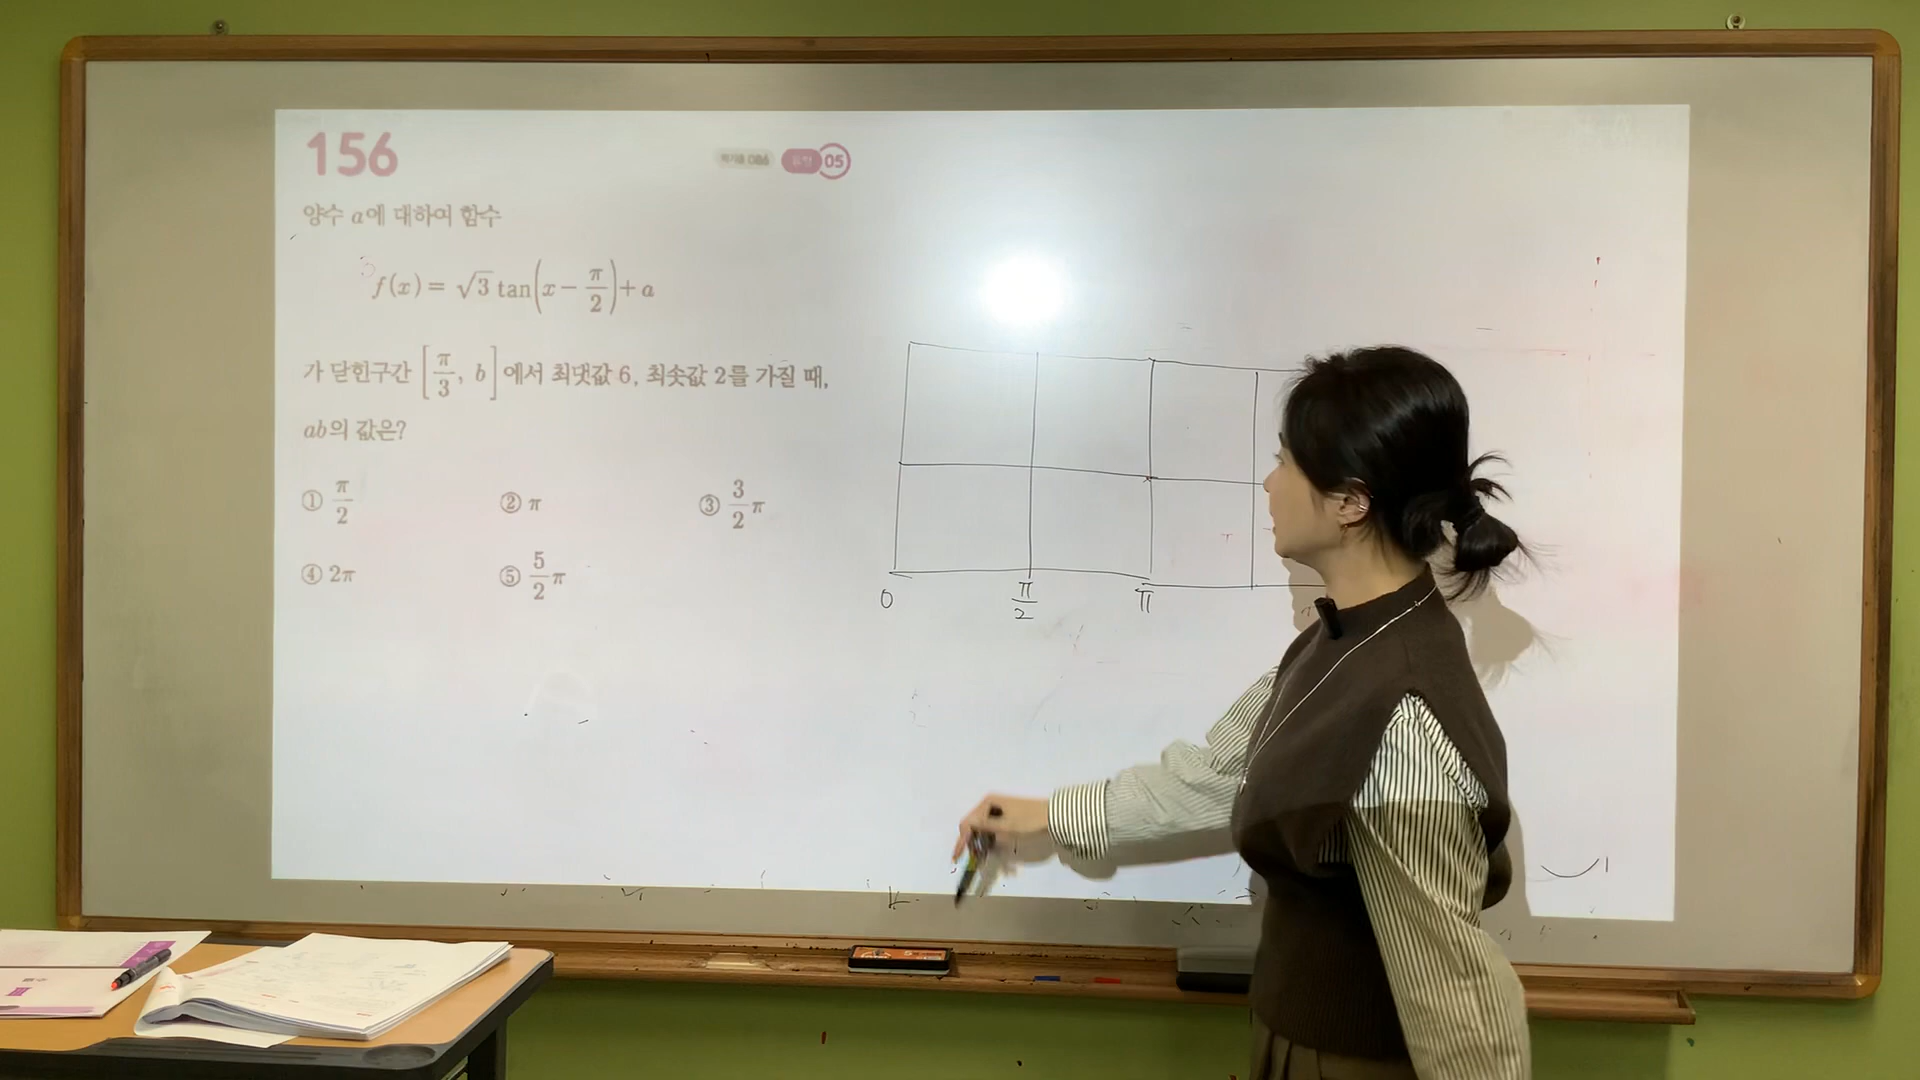 156
05
양수 a에 대하여 함수
f(x) = √3 tan(x − π/2) + a
가 닫힌구간 [π/3, b]에서 최댓값 6, 최솟값 2를 가질 때,
ab의 값은?
① π/2 ② π ③ 3/2 π
④ 2π ⑤ 5/2 π
0 π/2 π